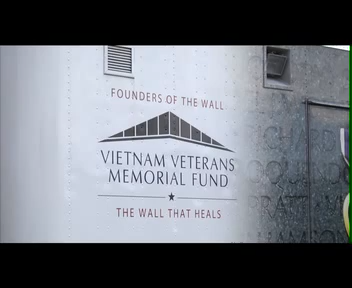 FOUNDERS OF THE WALL
VIETNAM VETERANS
MEMORIAL FUND
THE WALL THAT HEALS